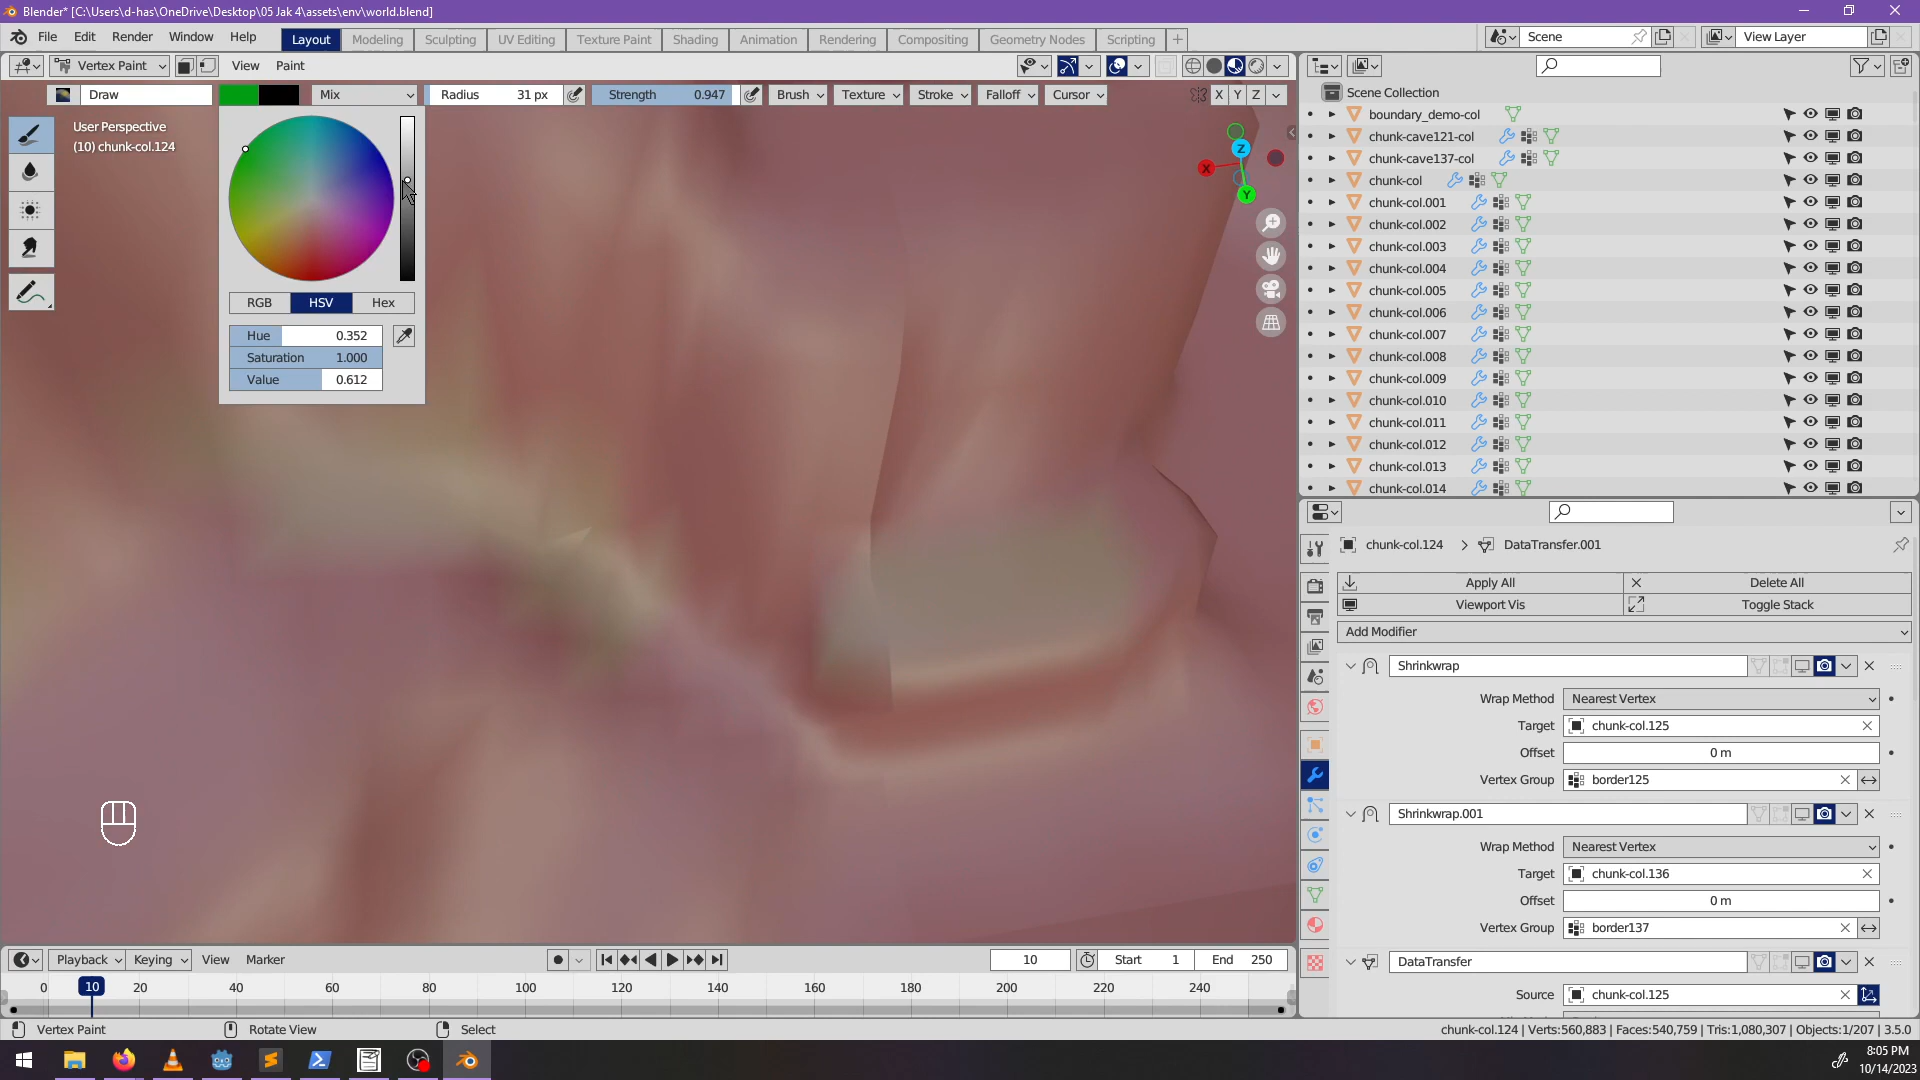 Blender* [C:\Users\d-has\OneDrive\Desktop\05 Jak 4\assets\env\world.blend]
File Edit Render Window Help Layout Modeling Sculpting UV Editing Texture Paint Shading Animation Rendering Compositing Geometry Nodes Scripting + Scene View Layer
Vertex Paint View Paint
Draw Mix Radius 31 px Strength 0.947 Brush Texture Stroke Falloff Cursor X Y Z
User Perspective
(10) chunk-col.124
Z
X
Y
RGB HSV Hex
Hue 0.352
Saturation 1.000
Value 0.612
Scene Collection
boundary_demo-col
chunk-cave121-col
chunk-cave137-col
chunk-col
chunk-col.001
chunk-col.002
chunk-col.003
chunk-col.004
chunk-col.005
chunk-col.006
chunk-col.007
chunk-col.008
chunk-col.009
chunk-col.010
chunk-col.011
chunk-col.012
chunk-col.013
chunk-col.014
chunk-col.124 > DataTransfer.001
Apply All Delete All
Viewport Vis Toggle Stack
Add Modifier
Shrinkwrap
Wrap Method Nearest Vertex
Target chunk-col.125
Offset 0 m
Vertex Group border125
Shrinkwrap.001
Wrap Method Nearest Vertex
Target chunk-col.136
Offset 0 m
Vertex Group border137
DataTransfer
Source chunk-col.125
Playback Keying View Marker 10 Start 1 End 250
0 10 20 40 60 80 100 120 140 160 180 200 220 240
Vertex Paint Rotate View Select
chunk-col.124 | Verts:560,883 | Faces:540,759 | Tris:1,080,307 | Objects:1/207 | 3.5.0
8:05 PM
10/14/2023